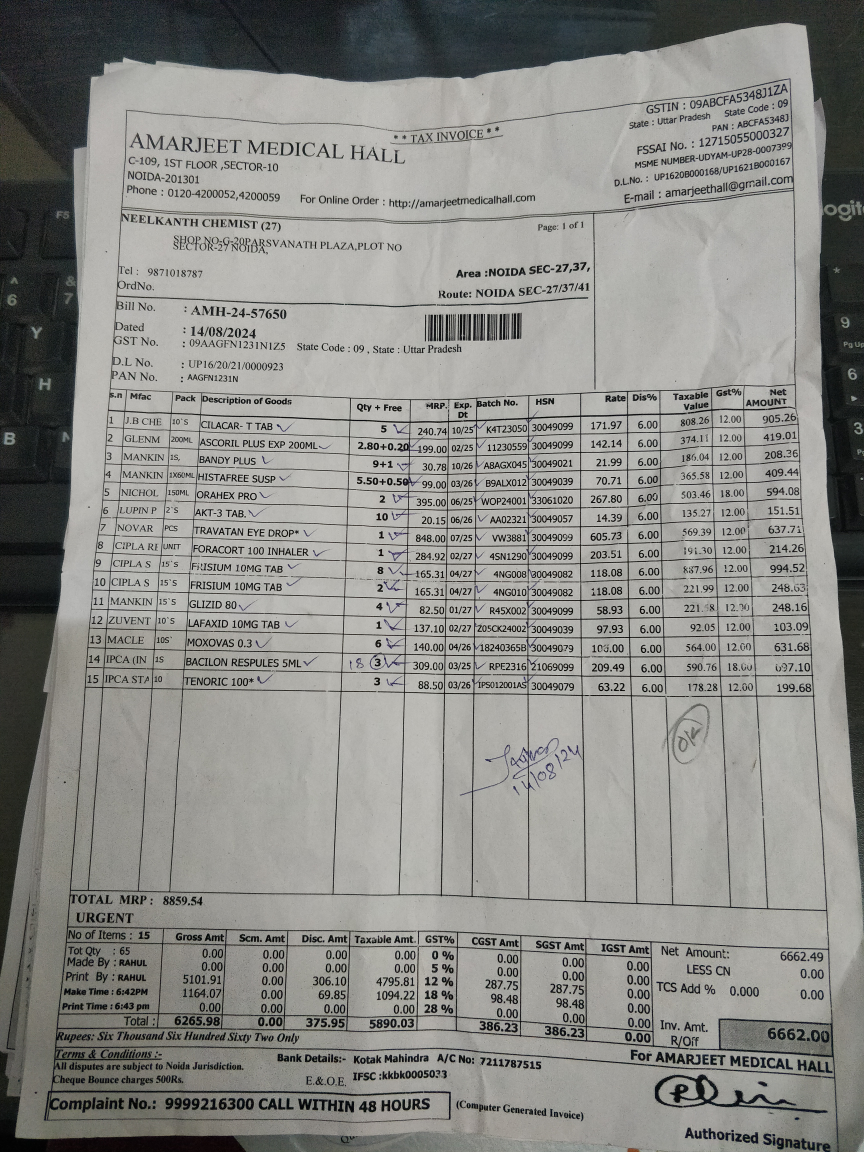 ** TAX INVOICE **
GSTIN : 09ABCFA5348J1ZA
State : Uttar Pradesh State Code : 09
PAN : ABCFA5348J
FSSAI No. : 12715055000327
MSME NUMBER-UDYAM-UP28-0007399
D.L.No. : UP1620B000168/UP1621B000167
E-mail : amarjeethall@gmail.com
AMARJEET MEDICAL HALL
C-109, 1ST FLOOR ,SECTOR-10
NOIDA-201301
Phone : 0120-4200052,4200059 For Online Order : http://amarjeetmedicalhall.com
NEELKANTH CHEMIST (27) Page: 1 of 1
SHOP NO-G-20PARSVANATH PLAZA,PLOT NO
SECTOR-27 NOIDA,
Tel : 9871018787 Area :NOIDA SEC-27,37,
OrdNo. Route: NOIDA SEC-27/37/41
Bill No. : AMH-24-57650
Dated : 14/08/2024
GST No. : 09AAGFN1231N1Z5 State Code : 09 , State : Uttar Pradesh
D.L No. : UP16/20/21/0000923
PAN No. : AAGFN1231N
s.n Mfac Pack Description of Goods Qty + Free MRP. Exp. Dt Batch No. HSN Rate Dis% Taxable Value Gst% Net AMOUNT
1 J.B CHE 10`S CILACAR- T TAB 5 240.74 10/25 K4T23050 30049099 171.97 6.00 808.26 12.00 905.26
2 GLENM 200ML ASCORIL PLUS EXP 200ML 2.80+0.20 199.00 02/25 11230559 30049099 142.14 6.00 374.11 12.00 419.01
3 MANKIN 1S, BANDY PLUS 9+1 30.78 10/26 A8AGX045 30049021 21.99 6.00 186.04 12.00 208.36
4 MANKIN 1X60ML HISTAFREE SUSP 5.50+0.50 99.00 03/26 B9ALX012 30049039 70.71 6.00 365.58 12.00 409.44
5 NICHOL 150ML ORAHEX PRO 2 395.00 06/25 WOP24001 33061020 267.80 6.00 503.46 18.00 594.08
6 LUPIN P 2`S AKT-3 TAB. 10 20.15 06/26 AA02321 30049057 14.39 6.00 135.27 12.00 151.51
7 NOVAR PCS TRAVATAN EYE DROP* 1 848.00 07/25 VW3881 30049099 605.73 6.00 569.39 12.00 637.71
8 CIPLA RE UNIT FORACORT 100 INHALER 1 284.92 02/27 4SN1290 30049099 203.51 6.00 191.30 12.00 214.26
9 CIPLA S 15`S FRISIUM 10MG TAB 8 165.31 04/27 4NG008 30049082 118.08 6.00 887.96 12.00 994.52
10 CIPLA S 15`S FRISIUM 10MG TAB 2 165.31 04/27 4NG010 30049082 118.08 6.00 221.99 12.00 248.63
11 MANKIN 15`S GLIZID 80 4 82.50 01/27 R45X002 30049099 58.93 6.00 221.58 12.00 248.16
12 ZUVENT 10`S LAFAXID 10MG TAB 1 137.10 02/27 Z05CK24002 30049039 97.93 6.00 92.05 12.00 103.09
13 MACLE 10S` MOXOVAS 0.3 6 140.00 04/26 18240365B 30049079 100.00 6.00 564.00 12.00 631.68
14 IPCA (IN 1S BACILON RESPULES 5ML 18 3 309.00 03/25 RPE2316 21069099 209.49 6.00 590.76 18.00 697.10
15 IPCA STA 10 TENORIC 100* 3 88.50 03/26 IPS012001AS 30049079 63.22 6.00 178.28 12.00 199.68
OK
14/08/24
TOTAL MRP : 8859.54
URGENT
No of Items : 15 Gross Amt Scm. Amt Disc. Amt Taxable Amt. GST% CGST Amt SGST Amt IGST Amt Net Amount: 6662.49
Tot Qty : 65 0.00 0.00 0.00 0.00 0 % 0.00 0.00 0.00 LESS CN 0.00
Made By : RAHUL 0.00 0.00 0.00 0.00 5 % 0.00 0.00 0.00 TCS Add % 0.000 0.00
Print By : RAHUL 5101.91 0.00 306.10 4795.81 12 % 287.75 287.75 0.00
Make Time : 6:42PM 1164.07 0.00 69.85 1094.22 18 % 98.48 98.48 0.00
Print Time : 6:43 pm 0.00 0.00 0.00 0.00 28 % 0.00 0.00 0.00
Total : 6265.98 0.00 375.95 5890.03 386.23 386.23 0.00 Inv. Amt. R/Off 6662.00
Rupees: Six Thousand Six Hundred Sixty Two Only
For AMARJEET MEDICAL HALL
Terms & Conditions :- Bank Details:- Kotak Mahindra A/C No: 7211787515
All disputes are subject to Noida Jurisdiction. IFSC :kkbk0005033
Cheque Bounce charges 500Rs. E.&.O.E.
Complaint No.: 9999216300 CALL WITHIN 48 HOURS (Computer Generated Invoice)
Authorized Signature